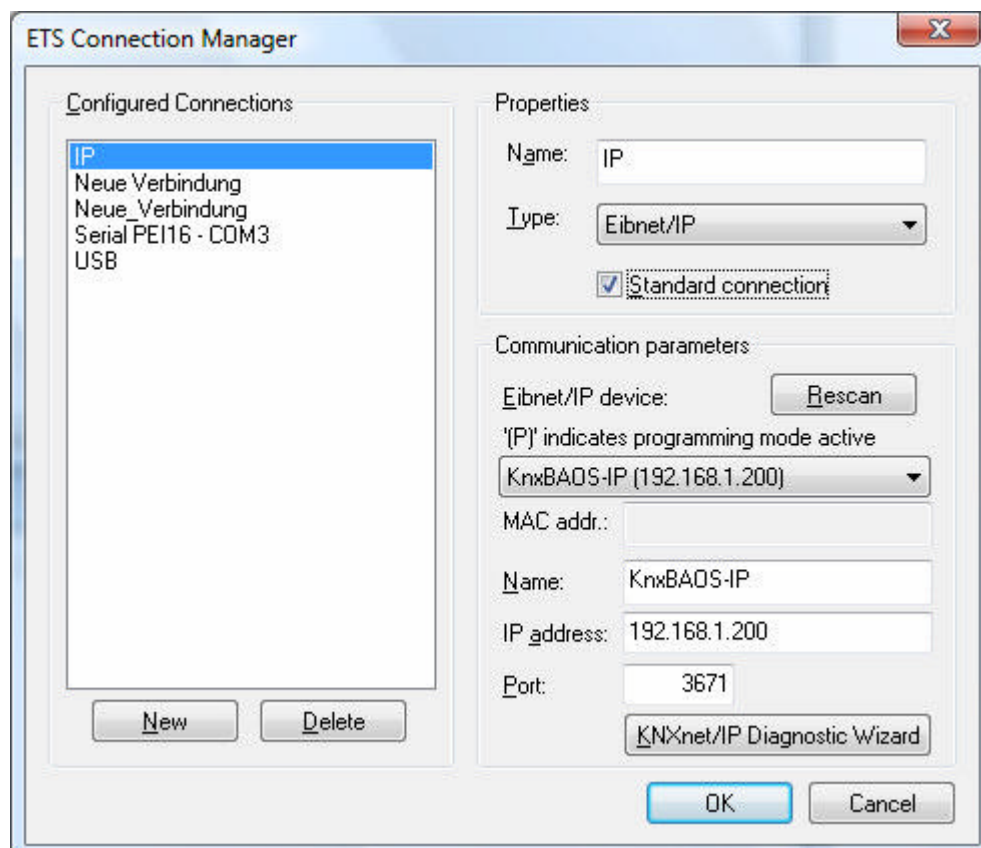 ETS Connection Manager
Configured Connections
IP
Neue Verbindung
Neue_Verbindung
Serial PEI16 - COM3
USB
New
Delete
Properties
Name:
IP
Type:
Eibnet/IP
Standard connection
Communication parameters
Eibnet/IP device:
Rescan
'(P)' indicates programming mode active
KnxBAOS-IP (192.168.1.200)
MAC addr.:
Name:
KnxBAOS-IP
IP address:
192.168.1.200
Port:
3671
KNXnet/IP Diagnostic Wizard
OK
Cancel